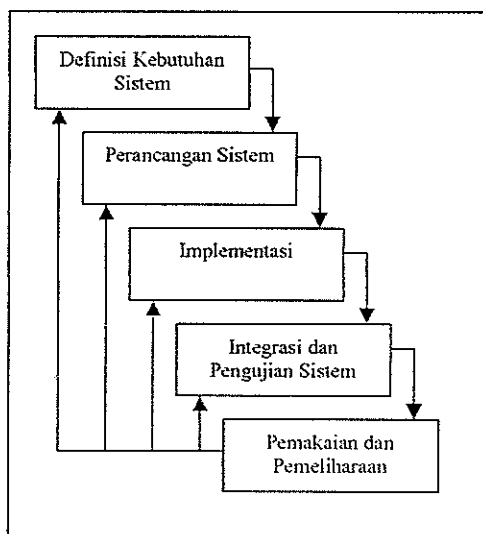 Definisi Kebutuhan
Sistem
Perancangan Sistem
Implementasi
Integrasi dan
Pengujian Sistem
Pemakaian dan
Pemeliharaan